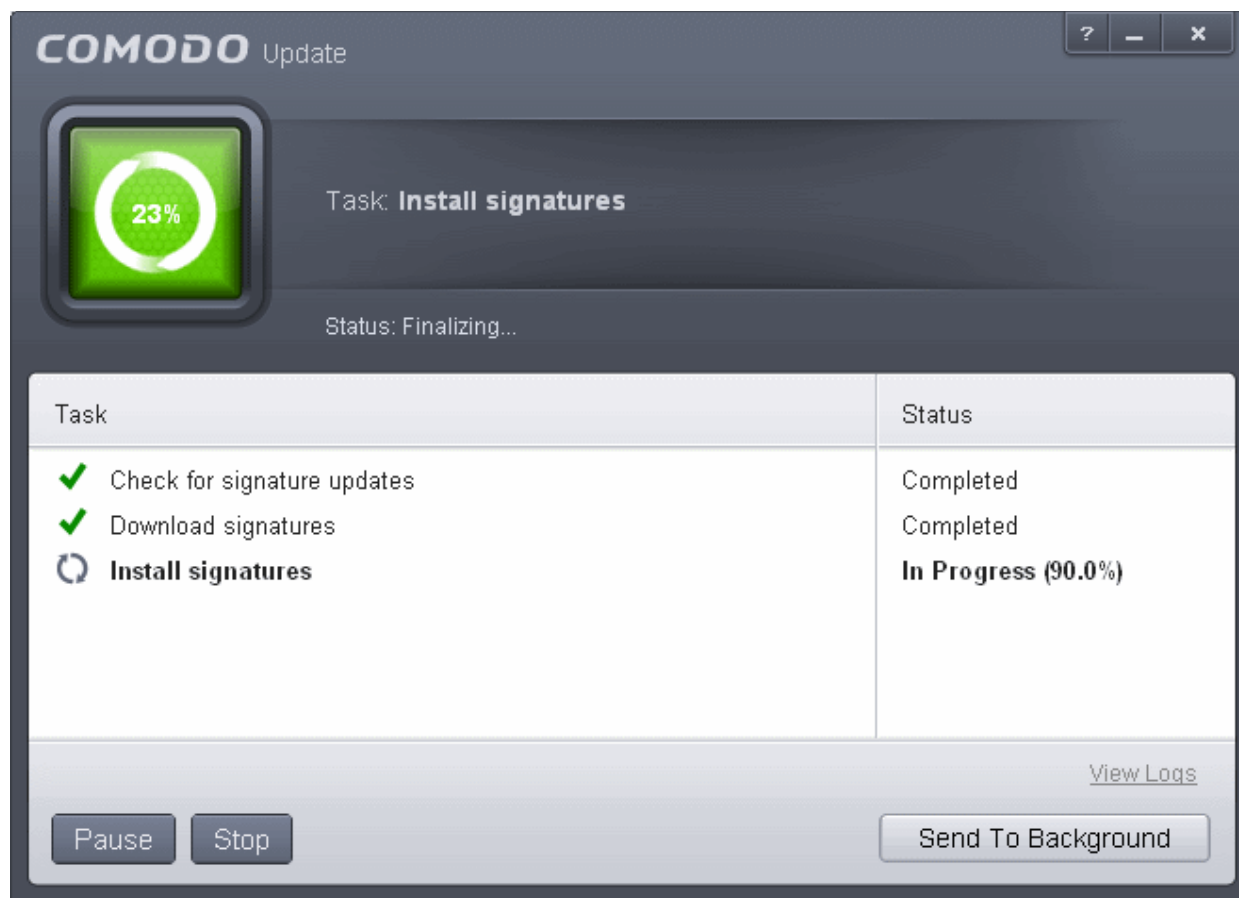 COMODO Update
?
23%
Task: Install signatures
Status: Finalizing...
Task Status
Check for signature updates Completed
Download signatures Completed
Install signatures In Progress (90.0%)
View Logs
Pause Stop Send To Background